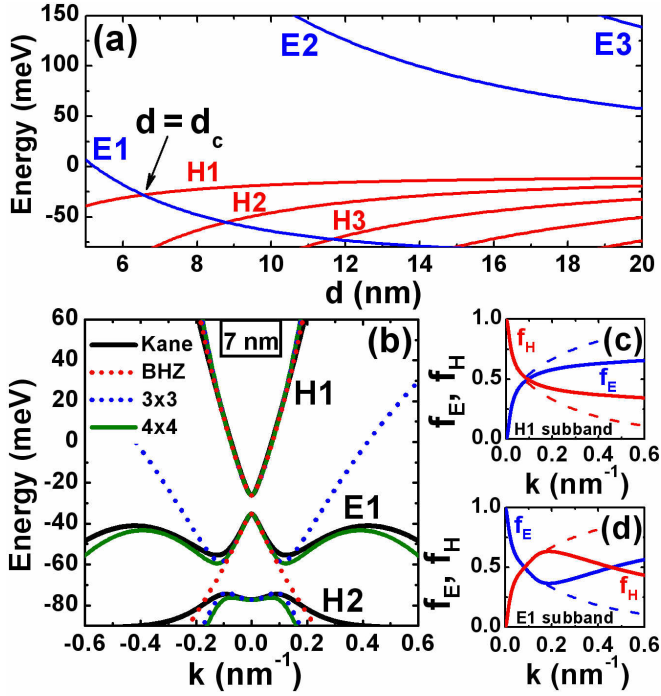 (a)
150
100
50
0
-50
Energy (meV)
E1
E2
E3
d = dc
H1
H2
H3
6 8 10 12 14 16 18 20
d (nm)
(b)
7 nm
Kane
BHZ
3x3
4x4
60
40
20
0
-20
-40
-60
-80
Energy (meV)
H1
E1
H2
-0.6 -0.4 -0.2 0.0 0.2 0.4 0.6
k (nm-1)
fE, fH
(c)
1.0
0.5
0.0
fH
fE
H1 subband
0.0 0.2 0.4 0.6
k (nm-1)
fE, fH
(d)
1.0
0.5
0.0
fE
fH
E1 subband
0.0 0.2 0.4 0.6
k (nm-1)